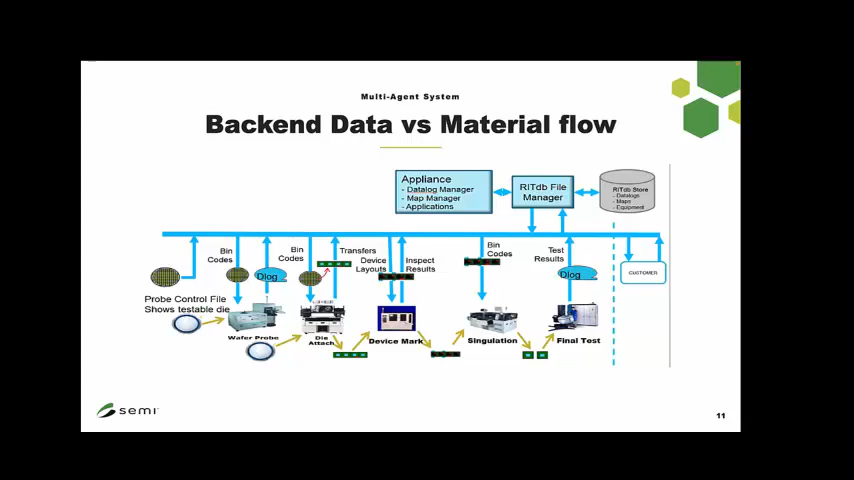 Multi-Agent System
Backend Data vs Material flow
Appliance
- Datalog Manager
- Map Manager
- Applications
RITdb File
Manager
RITdb Store
- Datalogs
- Maps
- Equipment
Bin
Codes
Dlog
Bin
Codes
Transfers
Device
Layouts
Inspect
Results
Bin
Codes
Test
Results
Dlog
CUSTOMER
Probe Control File
Shows testable die
Wafer Probe
Die
Attach
Device Mark
Singulation
Final Test
semi
11